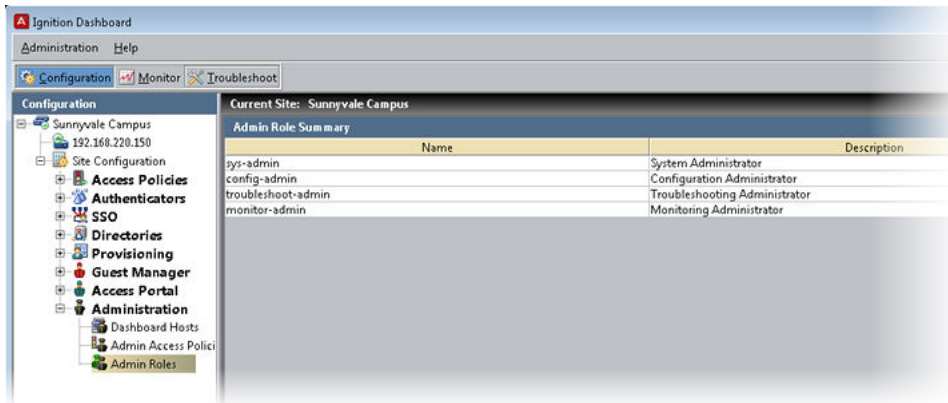 Ignition Dashboard
Administration Help
Configuration Monitor Troubleshoot
Configuration
Sunnyvale Campus
192.168.220.150
Site Configuration
Access Policies
Authenticators
SSO
Directories
Provisioning
Guest Manager
Access Portal
Administration
Dashboard Hosts
Admin Access Polici
Admin Roles
Current Site: Sunnyvale Campus
Admin Role Summary
Name Description
sys-admin System Administrator
config-admin Configuration Administrator
troubleshoot-admin Troubleshooting Administrator
monitor-admin Monitoring Administrator